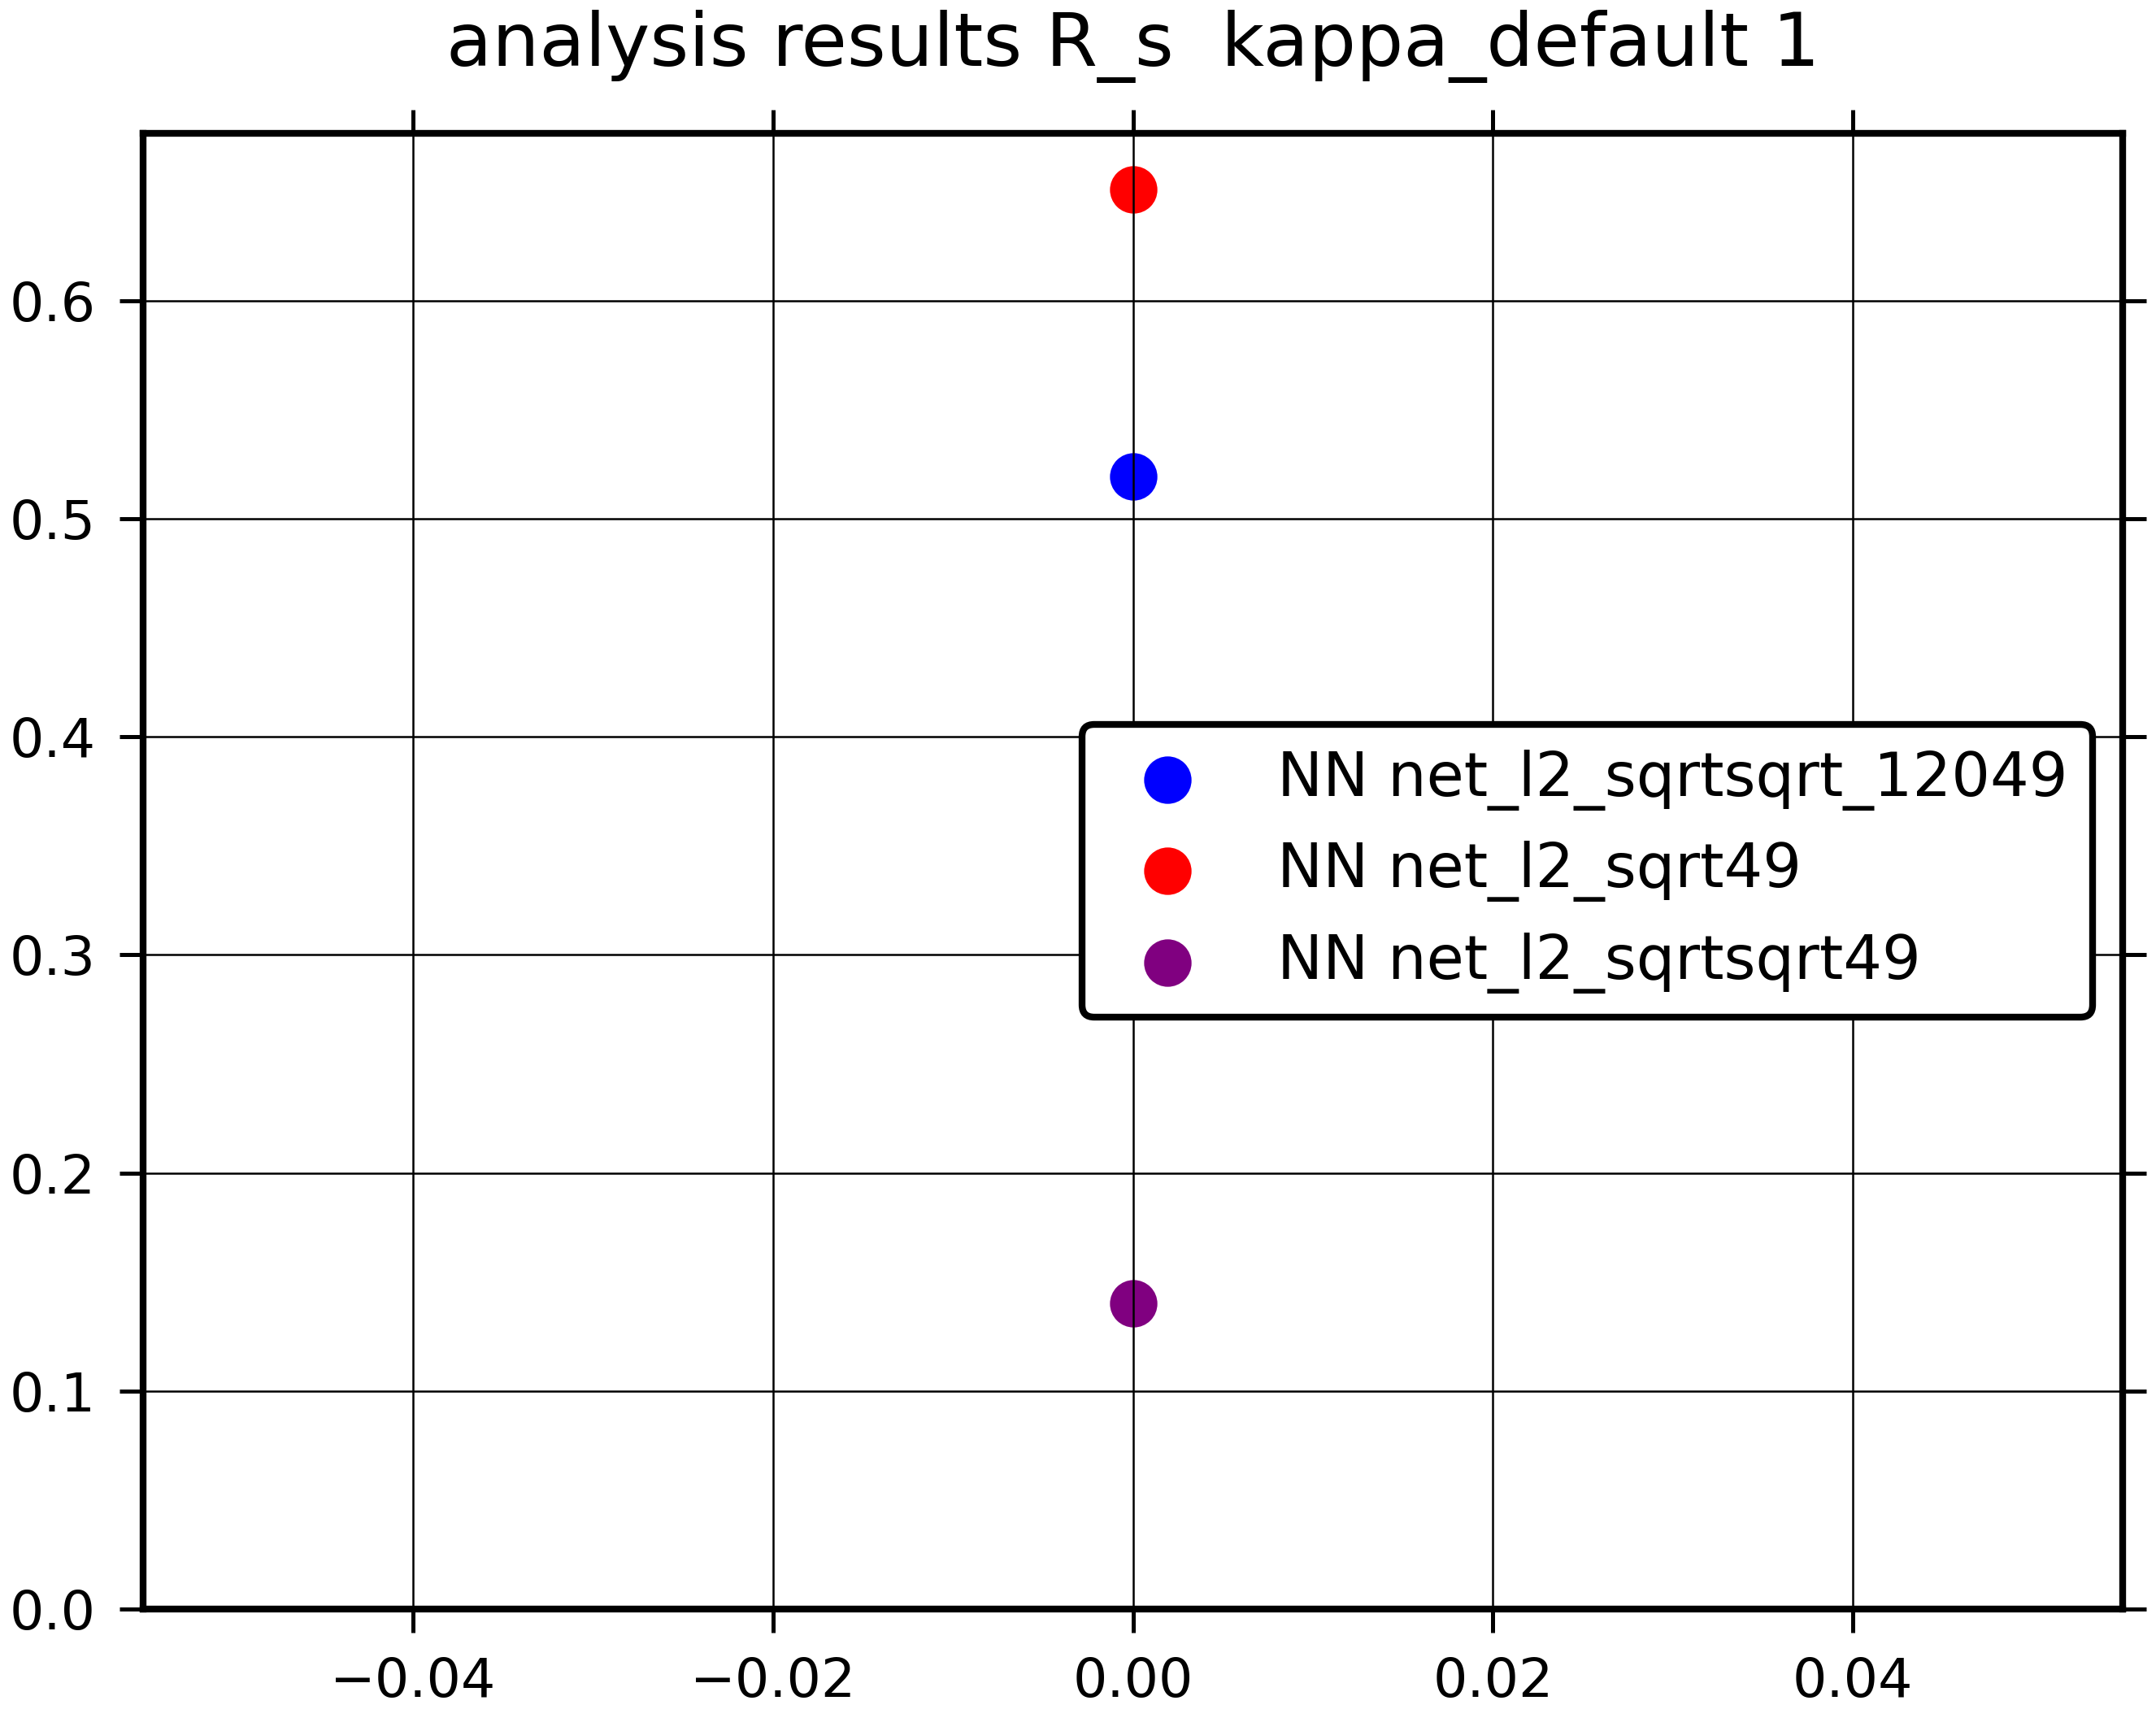 analysis results R_s  kappa_default 1
0.6
0.5
0.4
0.3
0.2
0.1
0.0
NN net_l2_sqrtsqrt_12049
NN net_l2_sqrt49
NN net_l2_sqrtsqrt49
−0.04 −0.02 0.00 0.02 0.04